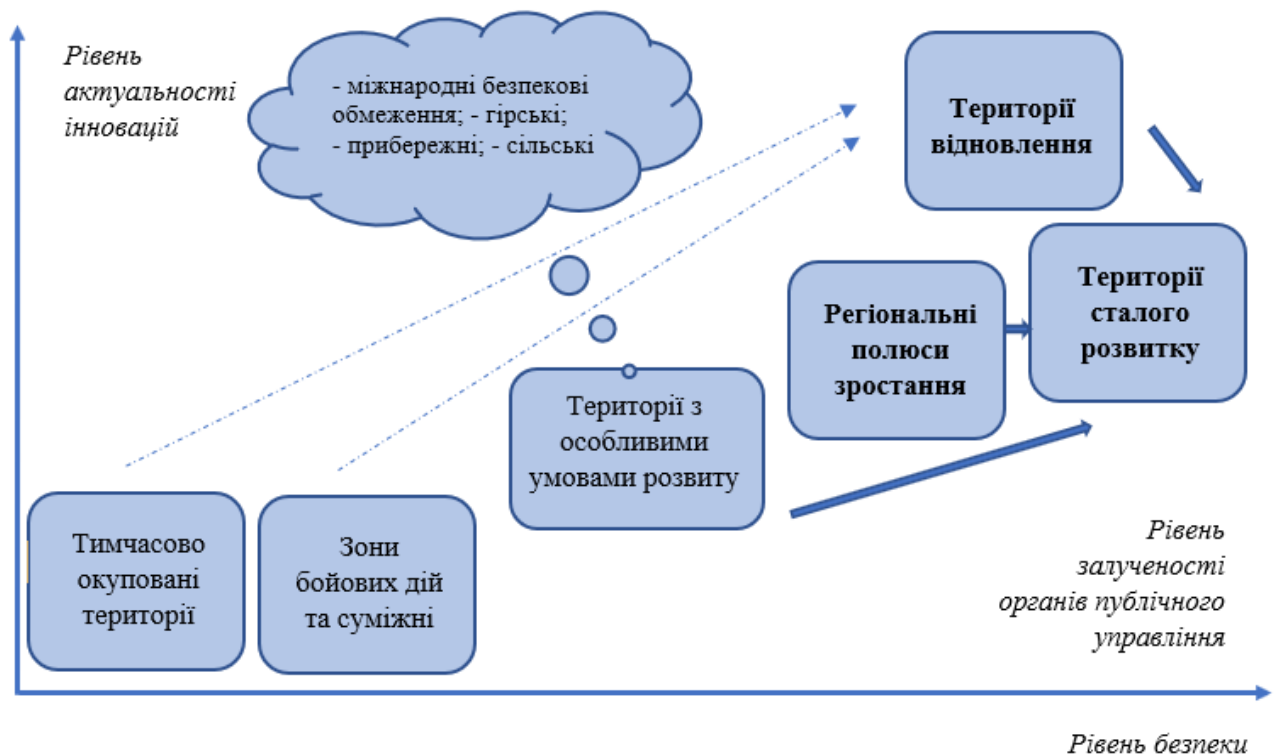 Рівень
актуальності
інновацій
- міжнародні безпекові
обмеження; - гірські;
- прибережні; - сільські
Території
відновлення
Регіональні
полюси
зростання
Території
сталого
розвитку
Території з
особливими
умовами розвиту
Тимчасово
окуповані
території
Зони
бойових дій
та суміжні
Рівень
залученості
органів публічного
управління
Рівень безпеки